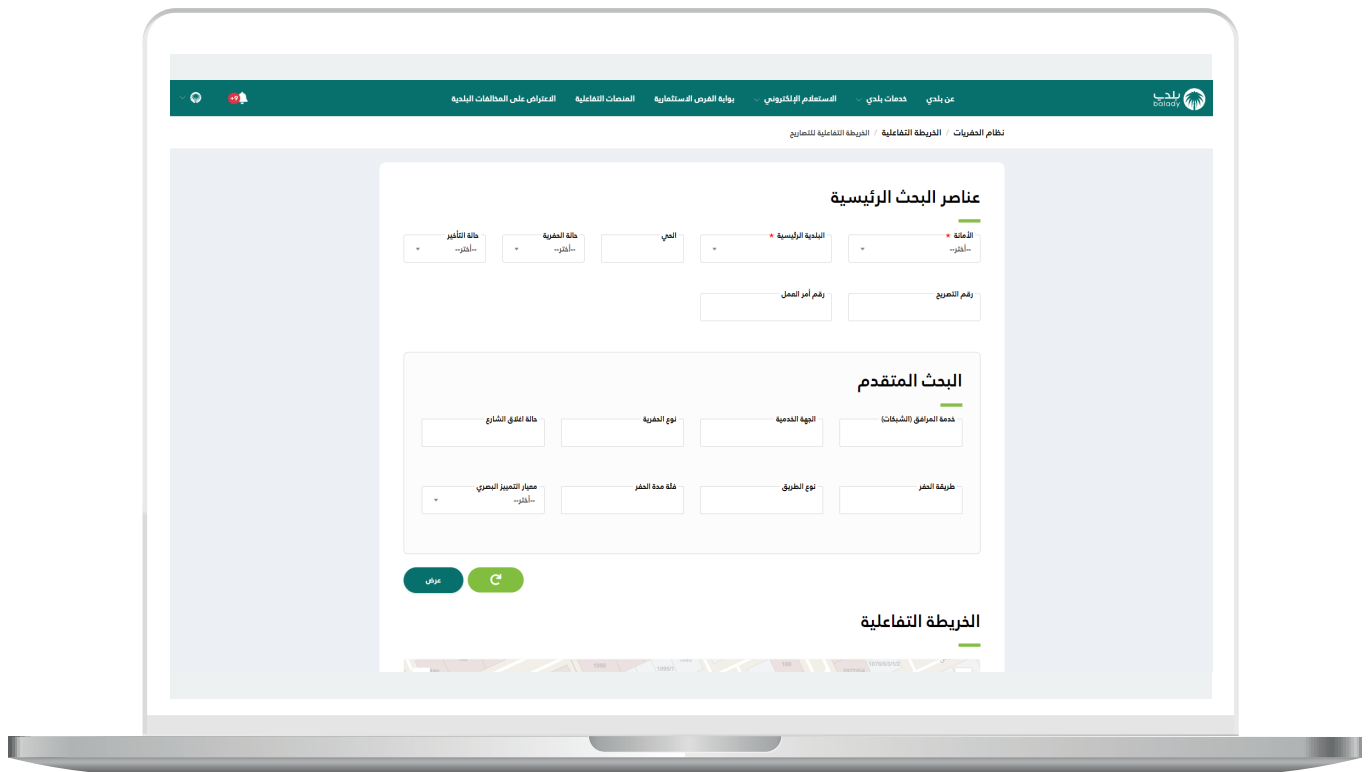 بلدي
balady
عن بلدي خدمات بلدي الاستعلام الإلكتروني بوابة الفرص الاستثمارية المنصات التفاعلية الاعتراض على المخالفات البلدية
+9
نظام الحفريات / الخريطة التفاعلية / الخريطة التفاعلية للتصاريح
عناصر البحث الرئيسية
الأمانة * البلدية الرئيسية * الحي حالة الحفرية حالة التأخير
--أختر-- --أختر-- --أختر--
رقم التصريح رقم أمر العمل
البحث المتقدم
خدمة المرافق (الشبكات) الجهة الخدمية نوع الحفرية حالة اغلاق الشارع
طريقة الحفر نوع الطريق فئة مدة الحفر معيار التمييز البصري
--أختر--
عرض
الخريطة التفاعلية